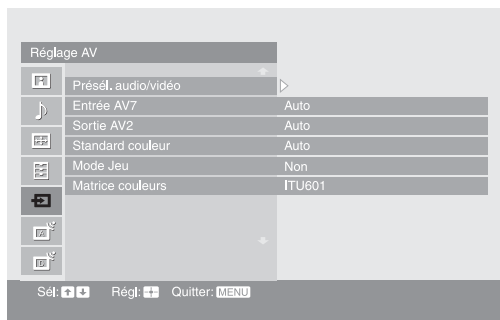 Réglage AV
Présél. audio/vidéo
Entrée AV7 Auto
Sortie AV2 Auto
Standard couleur Auto
Mode Jeu Non
Matrice couleurs ITU601
Sél: Régl: Quitter: MENU